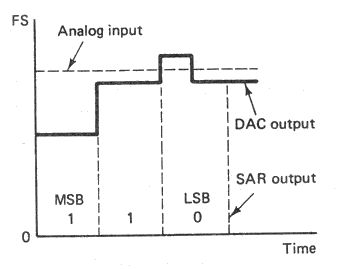 FS
Analog input
DAC output
SAR output
MSB LSB
1 1 0
0
Time